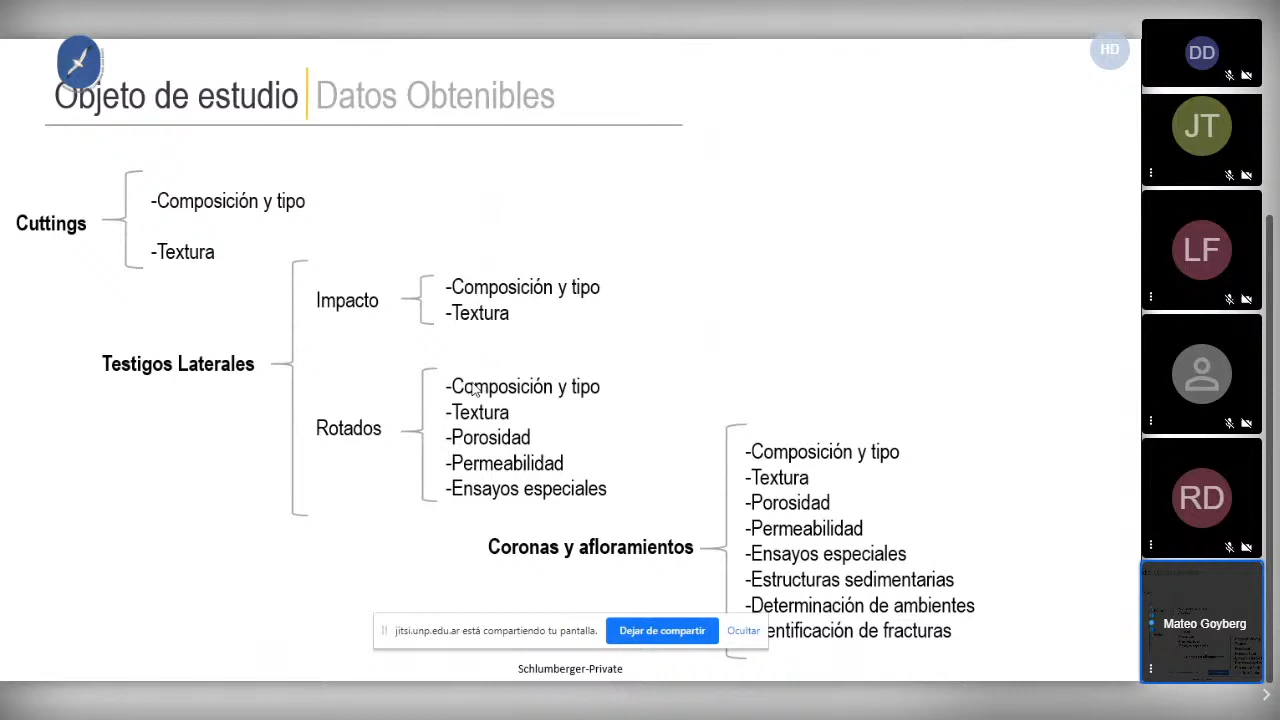 HD
Objeto de estudio | Datos Obtenibles
Cuttings
-Composición y tipo
-Textura
Testigos Laterales
Impacto
-Composición y tipo
-Textura
Rotados
-Composición y tipo
-Textura
-Porosidad
-Permeabilidad
-Ensayos especiales
Coronas y afloramientos
-Composición y tipo
-Textura
-Porosidad
-Permeabilidad
-Ensayos especiales
-Estructuras sedimentarias
-Determinación de ambientes
entificación de fracturas
jitsi.unp.edu.ar está compartiendo tu pantalla.
Dejar de compartir
Ocultar
Schlumberger-Private
DD
JT
LF
RD
Mateo Goyberg